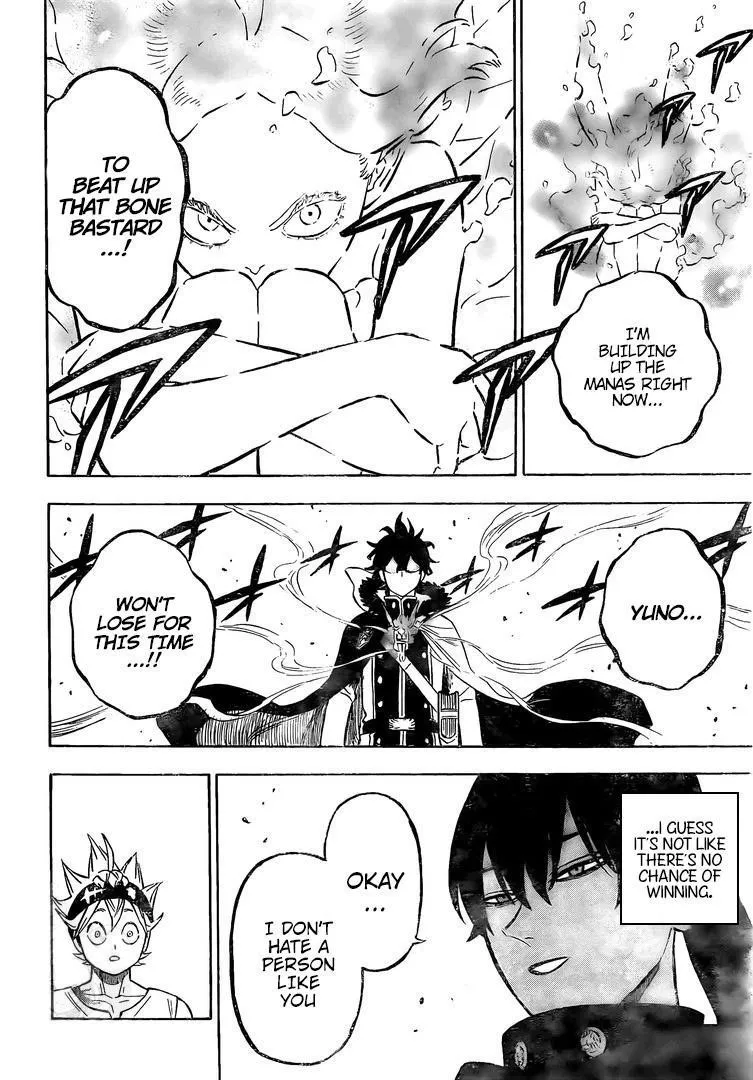 I'M
BUILDING
UP THE
MANAS RIGHT
NOW...
TO
BEAT UP
THAT BONE
BASTARD
...!
YUNO...
WON'T
LOSE FOR
THIS TIME
...!!
...I GUESS
IT'S NOT LIKE
THERE'S NO
CHANCE OF
WINNING.
OKAY
...
I DON'T
HATE A
PERSON
LIKE
YOU